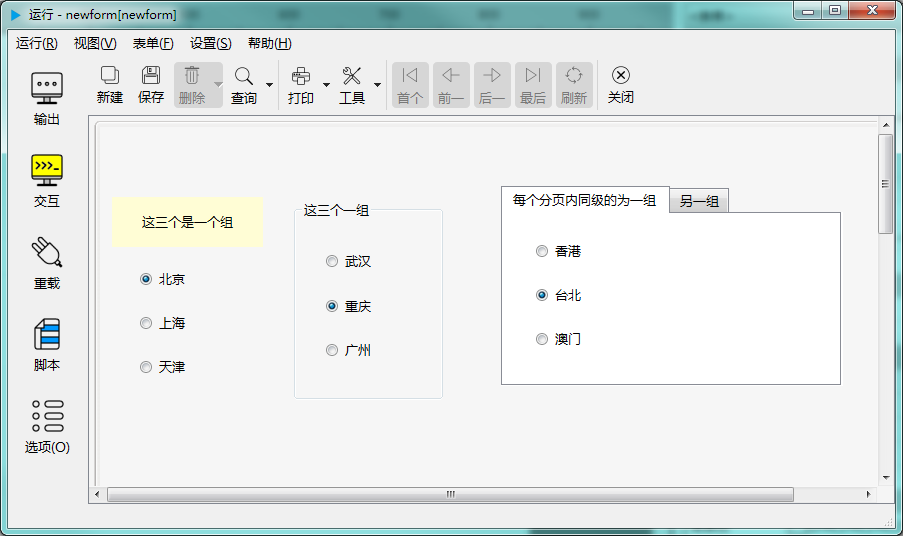 运行 - newform[newform]
运行(R) 视图(V) 表单(F) 设置(S) 帮助(H)
新建 保存 删除 查询 打印 工具 首个 前一 后一 最后 刷新 关闭
输出
交互
重载
脚本
选项(O)
这三个是一个组
北京
上海
天津
这三个一组
武汉
重庆
广州
每个分页内同级的为一组 另一组
香港
台北
澳门